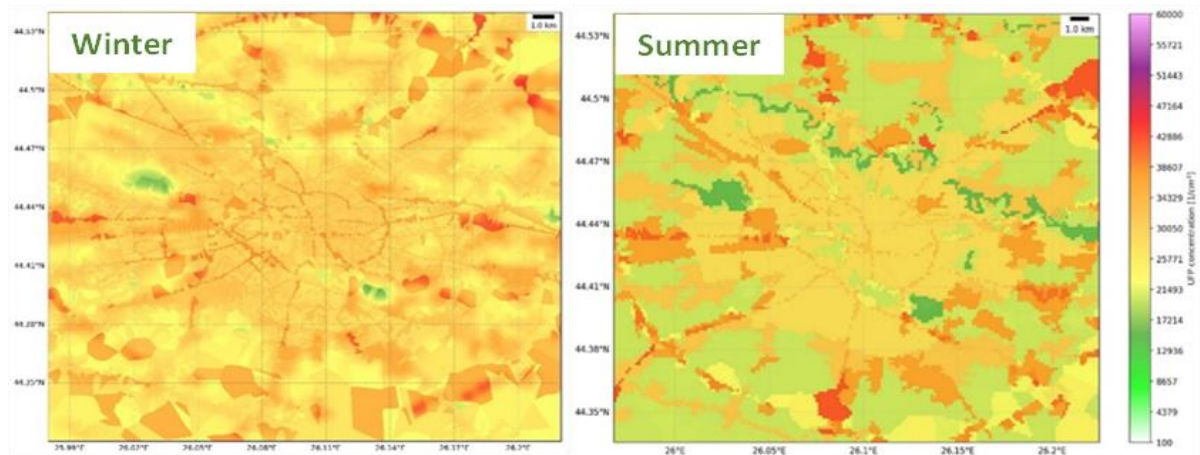 Winter
1.0 km
44.53°N
44.5°N
44.47°N
44.44°N
44.41°N
44.38°N
44.35°N
26.02°E
26.08°E
26.11°E
26.14°E
26.17°E
26.2°E
Summer
1.0 km
44.53°N
44.5°N
44.47°N
44.44°N
44.41°N
44.38°N
44.35°N
26°E
26.05°E
26.1°E
26.15°E
26.2°E
60000
55721
51443
47164
42886
38607
34329
30050
25771
21493
17214
12936
8657
4379
100
UFP concentration [1/cm³]